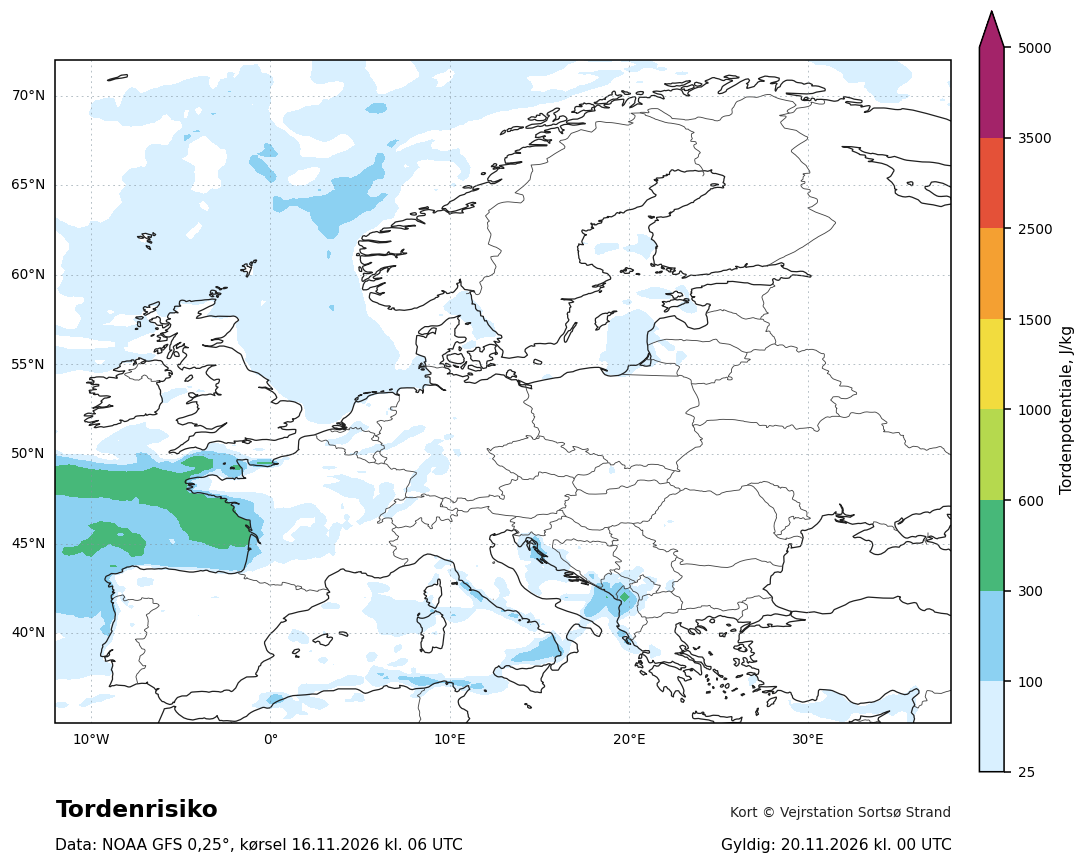 70°N
65°N
60°N
55°N
50°N
45°N
40°N
10°W
0°
10°E
20°E
30°E
5000
3500
2500
1500
1000
600
300
100
25
Tordenpotentiale, J/kg
Tordenrisiko
Kort © Vejrstation Sortsø Strand
Data: NOAA GFS 0,25°, kørsel 16.11.2026 kl. 06 UTC
Gyldig: 20.11.2026 kl. 00 UTC